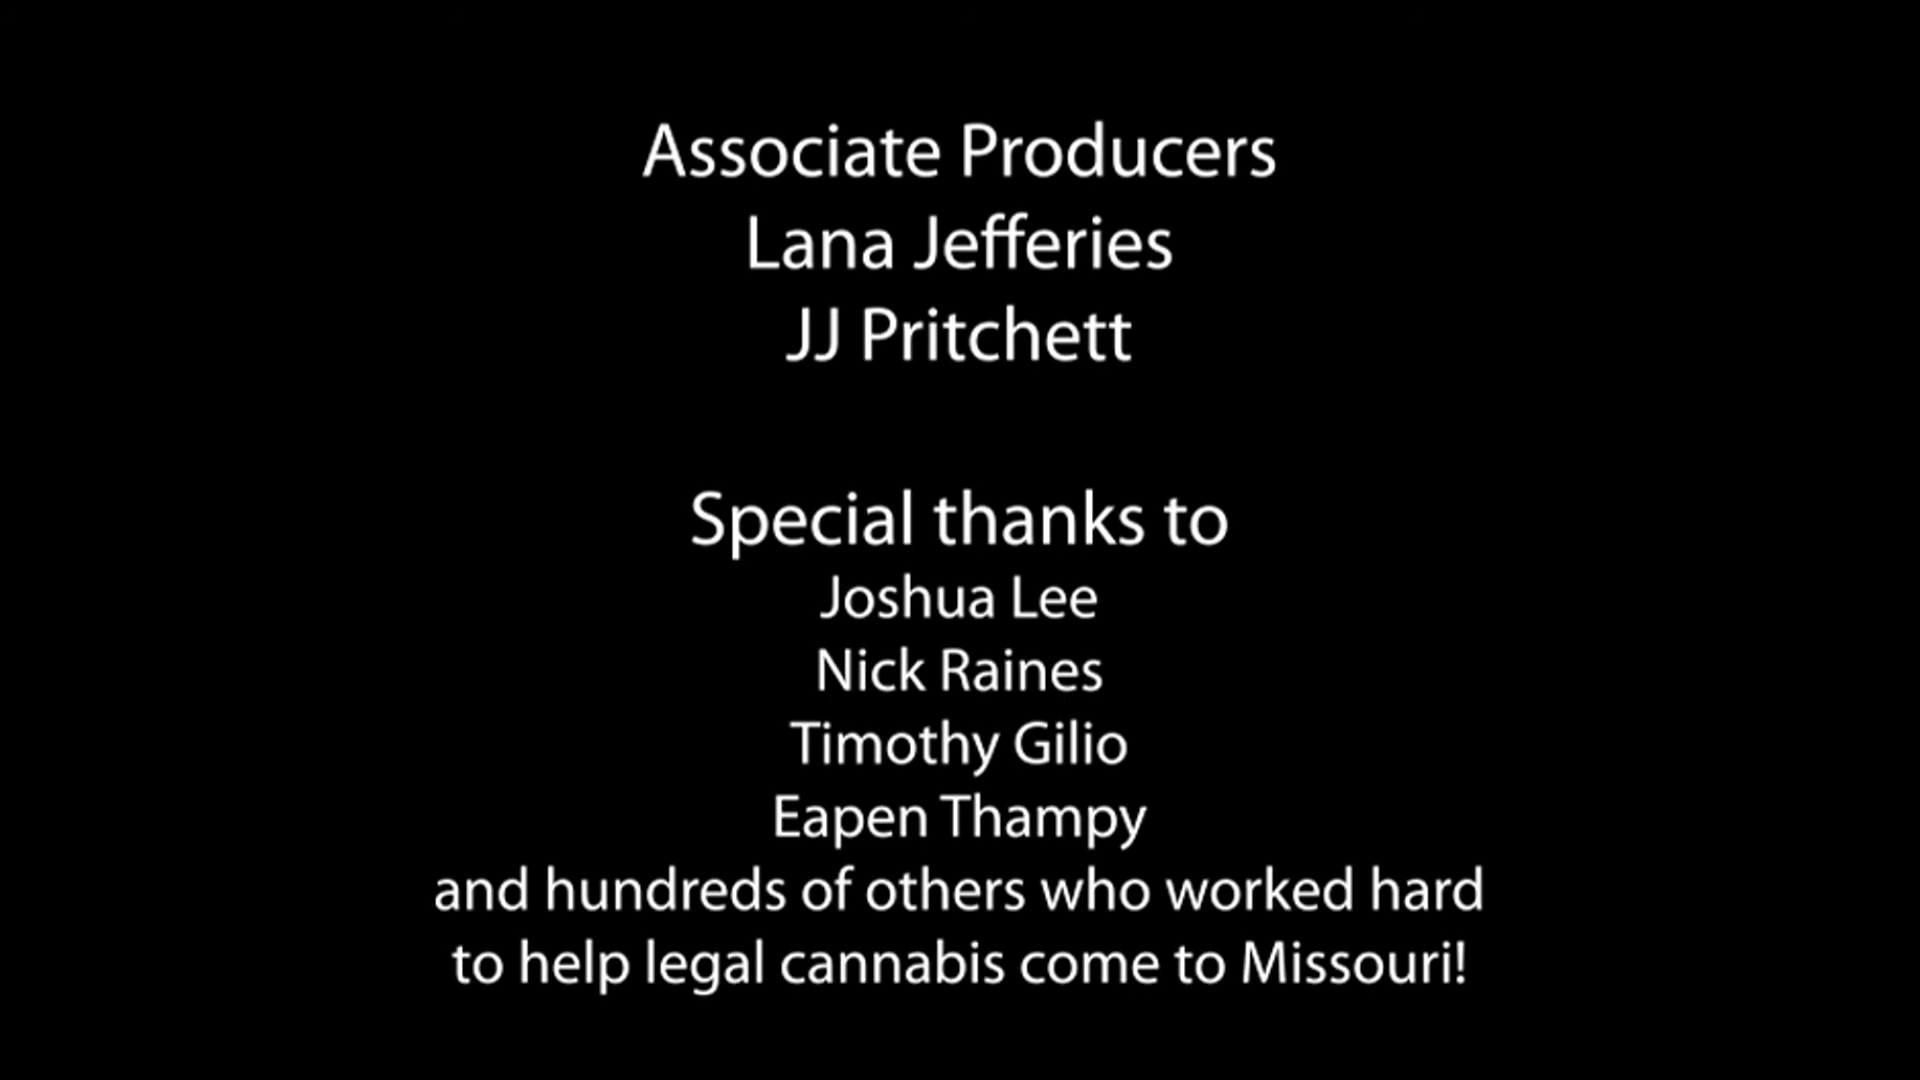 Associate Producers
Lana Jefferies
JJ Pritchett
Special thanks to
Joshua Lee
Nick Raines
Timothy Gilio
Eapen Thampy
and hundreds of others who worked hard
to help legal cannabis come to Missouri!